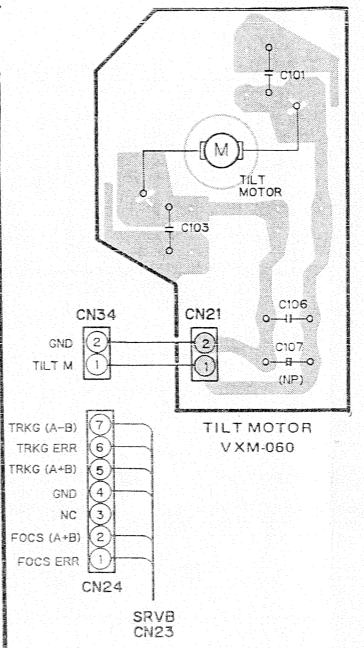 C101
M
TILT
MOTOR
C103
CN34
CN21
C106
GND 2
2
C107
TILT M 1
1
(NP)
TILT MOTOR
VXM-060
TRKG (A-B) 7
TRKG ERR 6
TRKG (A+B) 5
GND 4
NC 3
FOCS (A+B) 2
FOCS ERR 1
CN24
SRVB
CN23